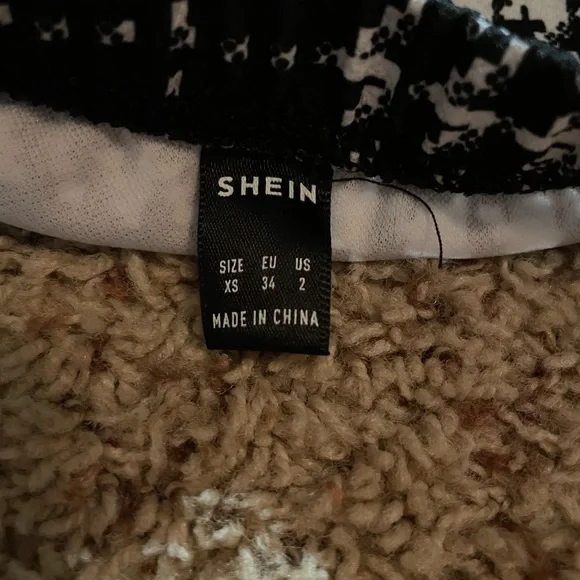 SHEIN
SIZE EU US
XS 34 2
MADE IN CHINA